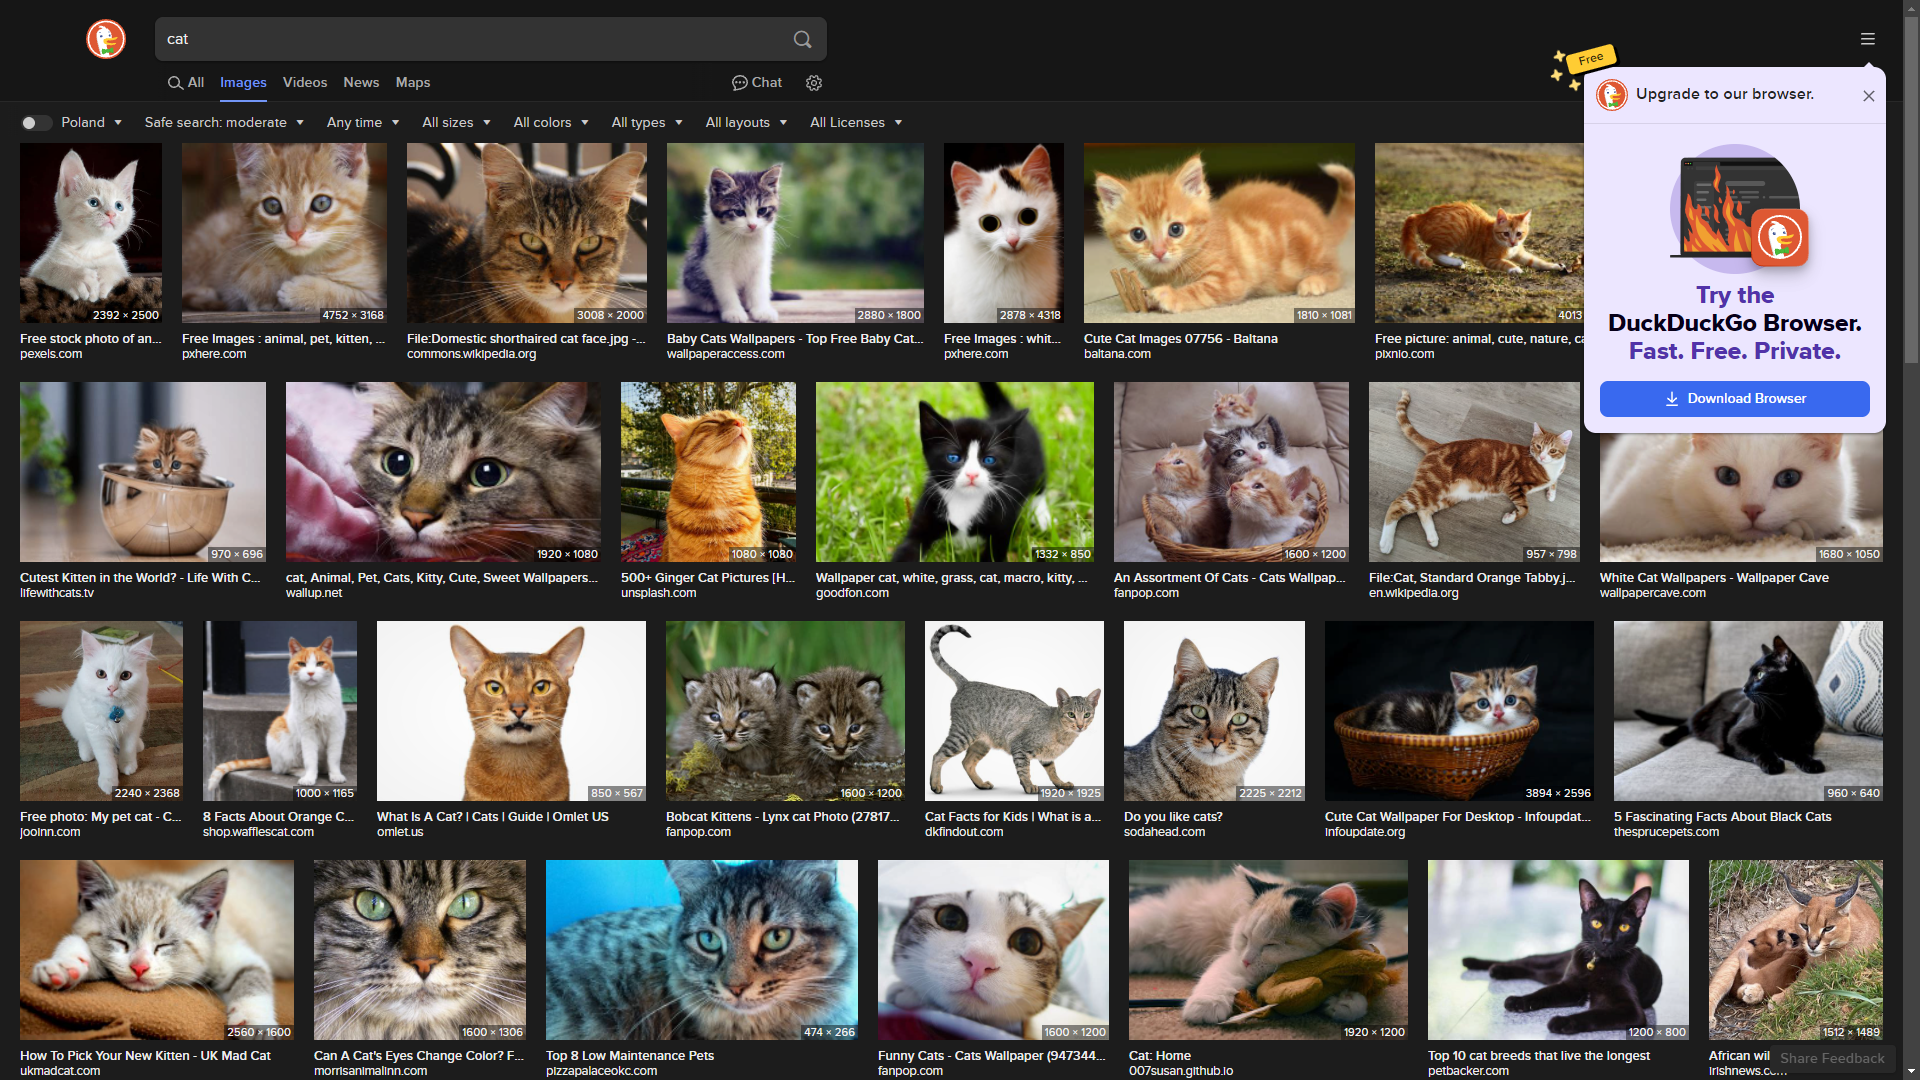 cat
All
Images
Videos
News
Maps
Chat
Free
Upgrade to our browser.
Poland
Safe search: moderate
Any time
All sizes
All colors
All types
All layouts
All Licenses
Try the
DuckDuckGo Browser.
Fast. Free. Private.
Download Browser
2392 × 2500
4752 × 3168
3008 × 2000
2880 × 1800
2878 × 4318
1810 × 1081
4013
Free stock photo of an...
pexels.com
Free Images : animal, pet, kitten, ...
pxhere.com
File:Domestic shorthaired cat face.jpg -...
commons.wikipedia.org
Baby Cats Wallpapers - Top Free Baby Cat...
wallpaperaccess.com
Free Images : whit...
pxhere.com
Cute Cat Images 07756 - Baltana
baltana.com
Free picture: animal, cute, nature, ca
pixnio.com
970 × 696
1920 × 1080
1080 × 1080
1332 × 850
1600 × 1200
957 × 798
1680 × 1050
Cutest Kitten in the World? - Life With C...
lifewithcats.tv
cat, Animal, Pet, Cats, Kitty, Cute, Sweet Wallpapers...
wallup.net
500+ Ginger Cat Pictures [H...
unsplash.com
Wallpaper cat, white, grass, cat, macro, kitty, ...
goodfon.com
An Assortment Of Cats - Cats Wallpap...
fanpop.com
File:Cat, Standard Orange Tabby.j...
en.wikipedia.org
White Cat Wallpapers - Wallpaper Cave
wallpapercave.com
2240 × 2368
1000 × 1165
850 × 567
1600 × 1200
1920 × 1925
2225 × 2212
3894 × 2596
960 × 640
Free photo: My pet cat - C...
jooinn.com
8 Facts About Orange C...
shop.wafflescat.com
What Is A Cat? | Cats | Guide | Omlet US
omlet.us
Bobcat Kittens - Lynx cat Photo (27817...
fanpop.com
Cat Facts for Kids | What is a...
dkfindout.com
Do you like cats?
sodahead.com
Cute Cat Wallpaper For Desktop - Infoupdat...
infoupdate.org
5 Fascinating Facts About Black Cats
thesprucepets.com
2560 × 1600
1600 × 1306
474 × 266
1600 × 1200
1920 × 1200
1200 × 800
1512 × 1489
How To Pick Your New Kitten - UK Mad Cat
ukmadcat.com
Can A Cat's Eyes Change Color? F...
morrisanimalinn.com
Top 8 Low Maintenance Pets
pizzapalaceokc.com
Funny Cats - Cats Wallpaper (947344...
fanpop.com
Cat: Home
007susan.github.io
Top 10 cat breeds that live the longest
petbacker.com
African wil
irishnews.com
Share Feedback